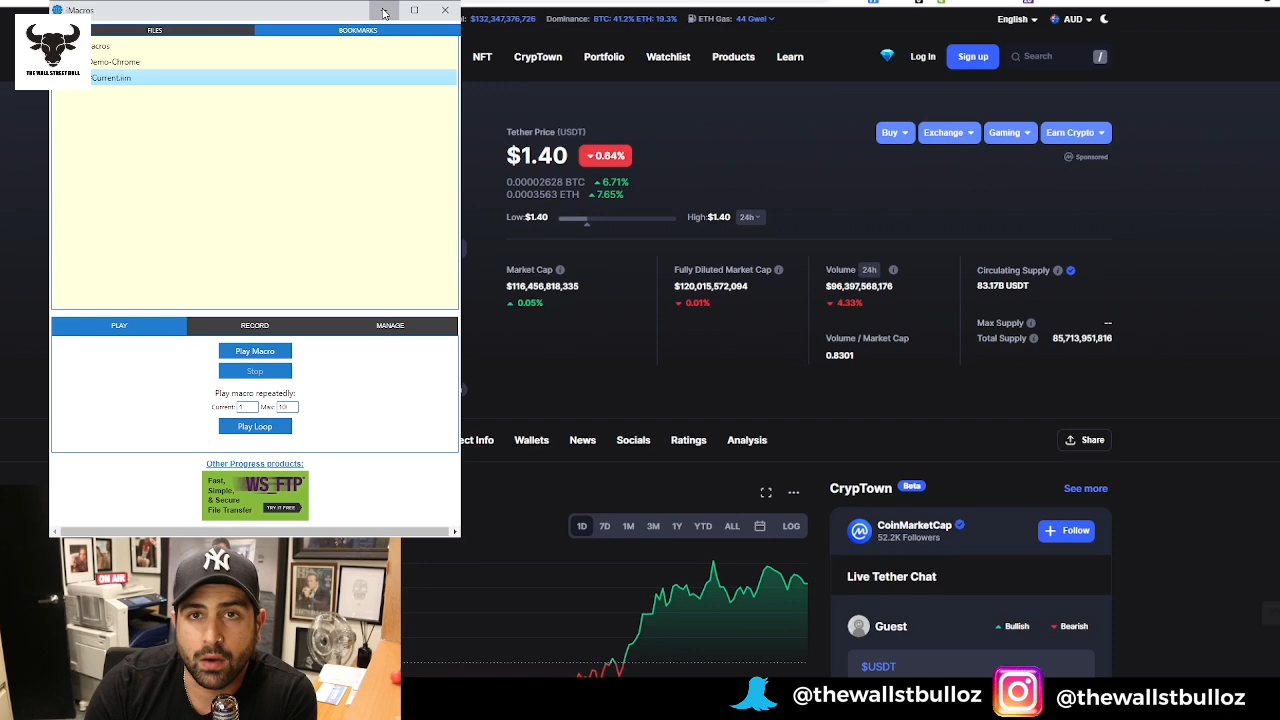 iMacros
THE WALL STREET BULL
FILES
BOOKMARKS
Demo-Chrome
#Current.iim
PLAY
RECORD
MANAGE
Play Macro
Stop
Play macro repeatedly:
Current: 1 Max:
Play Loop
Other Progress products:
Fast,
Simple,
& Secure
File Transfer
WS_FTP
TRY IT FREE
ON AIR
$132,347,376,726 Dominance: BTC: 41.2% ETH: 19.3% ETH Gas: 44 Gwei
English AUD
NFT CrypTown Portfolio Watchlist Products Learn
Log In Sign up Search /
Tether Price (USDT)
$1.40 0.64%
0.00002628 BTC 6.71%
0.0003563 ETH 7.65%
Low:$1.40 High:$1.40 24h
Buy Exchange Gaming Earn Crypto
Sponsored
Market Cap
$116,456,818,335
0.05%
Fully Diluted Market Cap
$120,015,572,094
0.01%
Volume 24h
$96,397,568,176
4.33%
Volume / Market Cap
0.8301
Circulating Supply
83.17B USDT
Max Supply --
Total Supply 85,713,951,816
ect Info Wallets News Socials Ratings Analysis
Share
1D 7D 1M 3M 1Y YTD ALL LOG
CrypTown Beta See more
CoinMarketCap
52.2K Followers
+ Follow
Live Tether Chat
Guest Bullish Bearish
$USDT
@thewallstbulloz
@thewallstbulloz